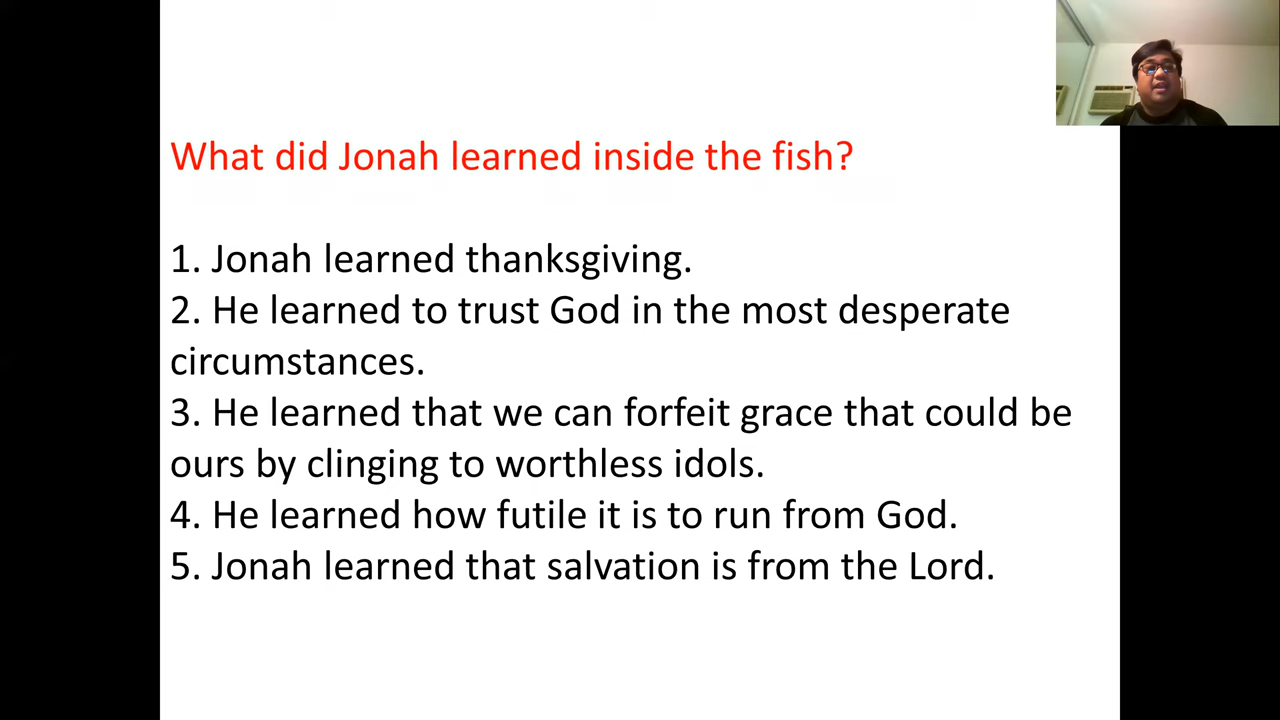 What did Jonah learned inside the fish?
1. Jonah learned thanksgiving.
2. He learned to trust God in the most desperate
circumstances.
3. He learned that we can forfeit grace that could be
ours by clinging to worthless idols.
4. He learned how futile it is to run from God.
5. Jonah learned that salvation is from the Lord.